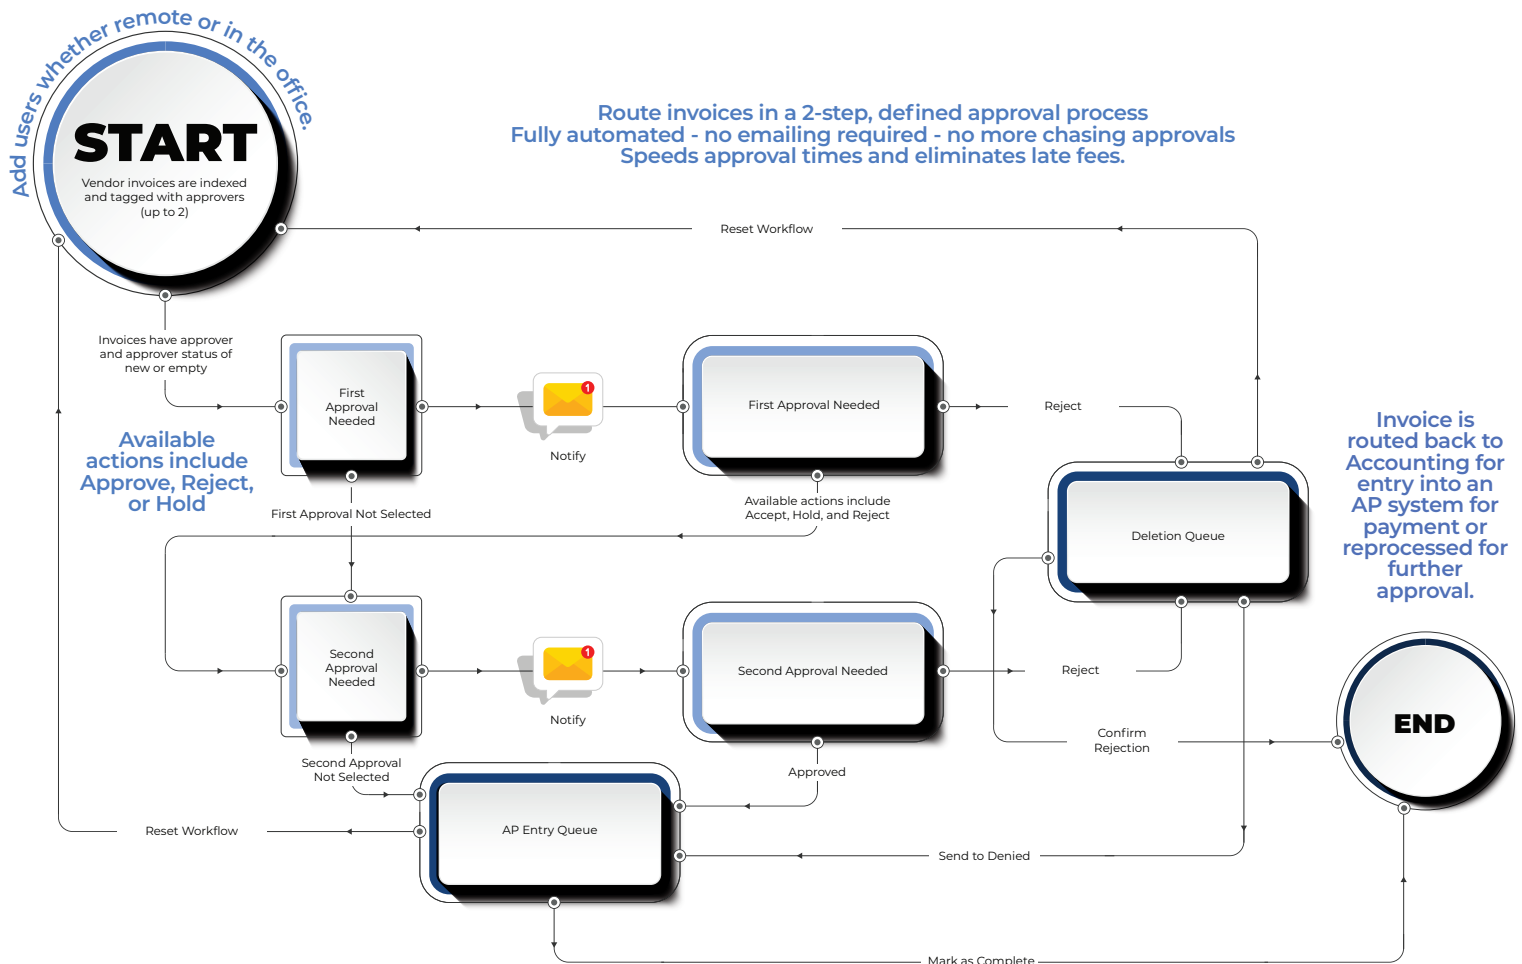 Add users whether remote or in the office.
START
Vendor invoices are indexed
and tagged with approvers
(up to 2)
Route invoices in a 2-step, defined approval process
Fully automated - no emailing required - no more chasing approvals
Speeds approval times and eliminates late fees.
Reset Workflow
Invoices have approver
and approver status of
new or empty
First
Approval
Needed
1
Notify
First Approval Needed
Reject
Available
actions include
Approve, Reject,
or Hold
First Approval Not Selected
Available actions include
Accept, Hold, and Reject
Deletion Queue
Invoice is
routed back to
Accounting for
entry into an
AP system for
payment or
reprocessed for
further
approval.
Second
Approval
Needed
1
Notify
Second Approval Needed
Reject
Confirm
Rejection
END
Second Approval
Not Selected
Approved
Reset Workflow
AP Entry Queue
Send to Denied
Mark as Complete